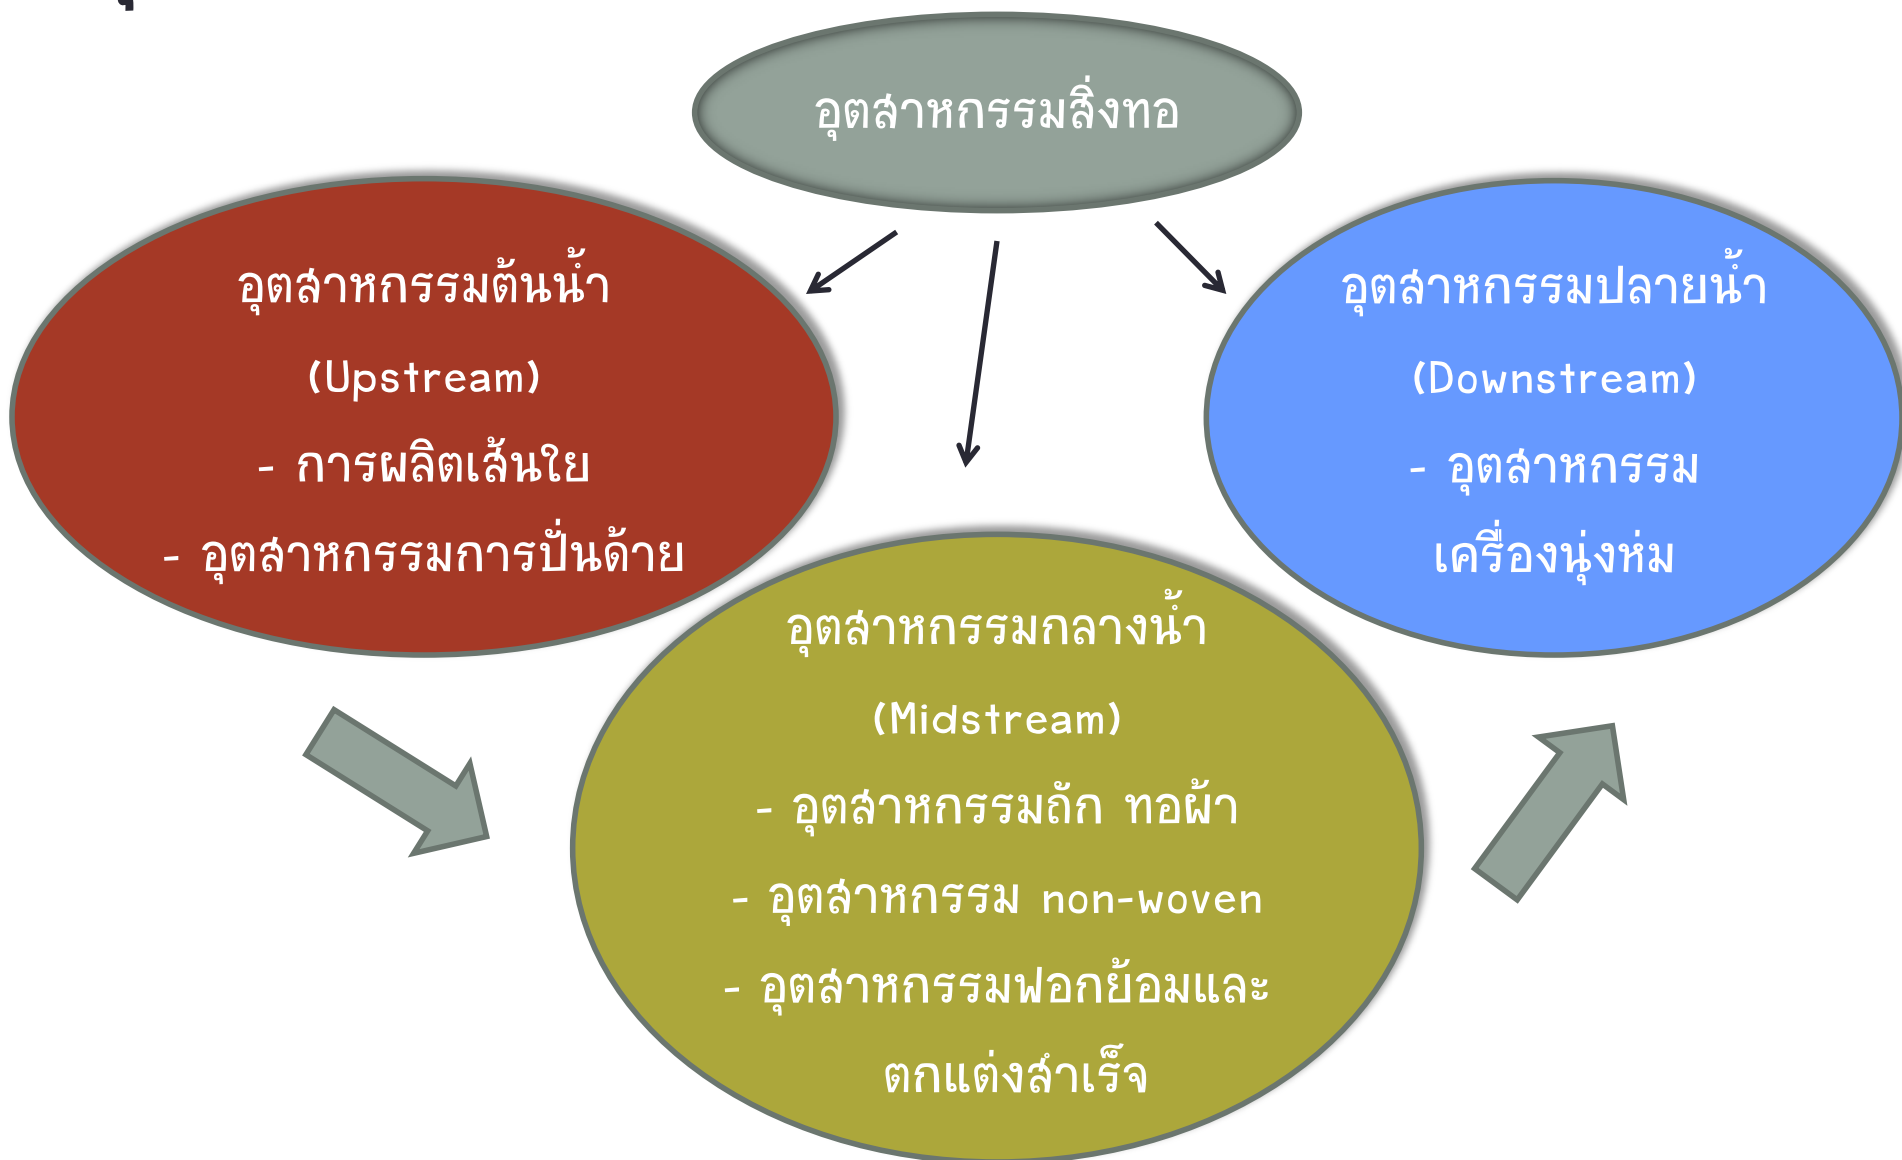 อุตสาหกรรมสิ่งทอ
อุตสาหกรรมต้นน้ำ
(Upstream)
- การผลิตเส้นใย
- อุตสาหกรรมการปั่นด้าย
อุตสาหกรรมกลางน้ำ
(Midstream)
- อุตสาหกรรมถัก ทอผ้า
- อุตสาหกรรม non-woven
- อุตสาหกรรมฟอกย้อมและ
ตกแต่งสำเร็จ
อุตสาหกรรมปลายน้ำ
(Downstream)
- อุตสาหกรรม
เครื่องนุ่งห่ม